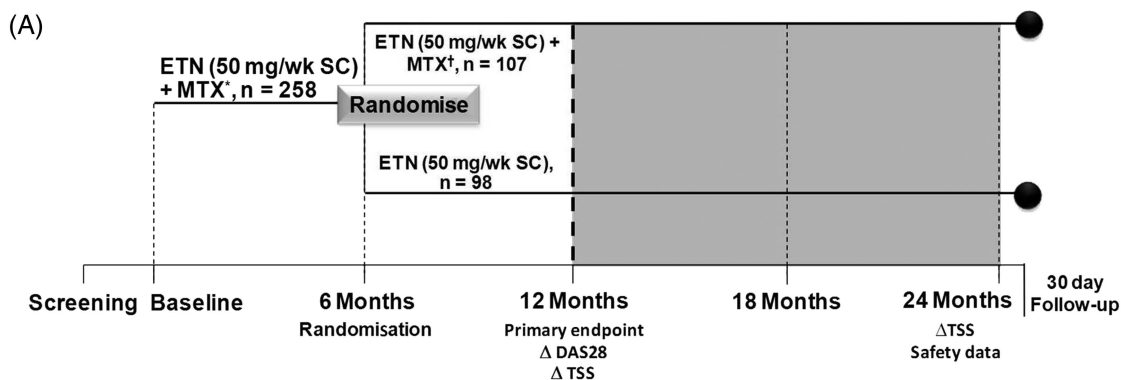 (A)
ETN (50 mg/wk SC)
+ MTX*, n = 258
Randomise
ETN (50 mg/wk SC) +
MTX†, n = 107
ETN (50 mg/wk SC),
n = 98
Screening
Baseline
6 Months
Randomisation
12 Months
Primary endpoint
Δ DAS28
Δ TSS
18 Months
24 Months
ΔTSS
Safety data
30 day
Follow-up